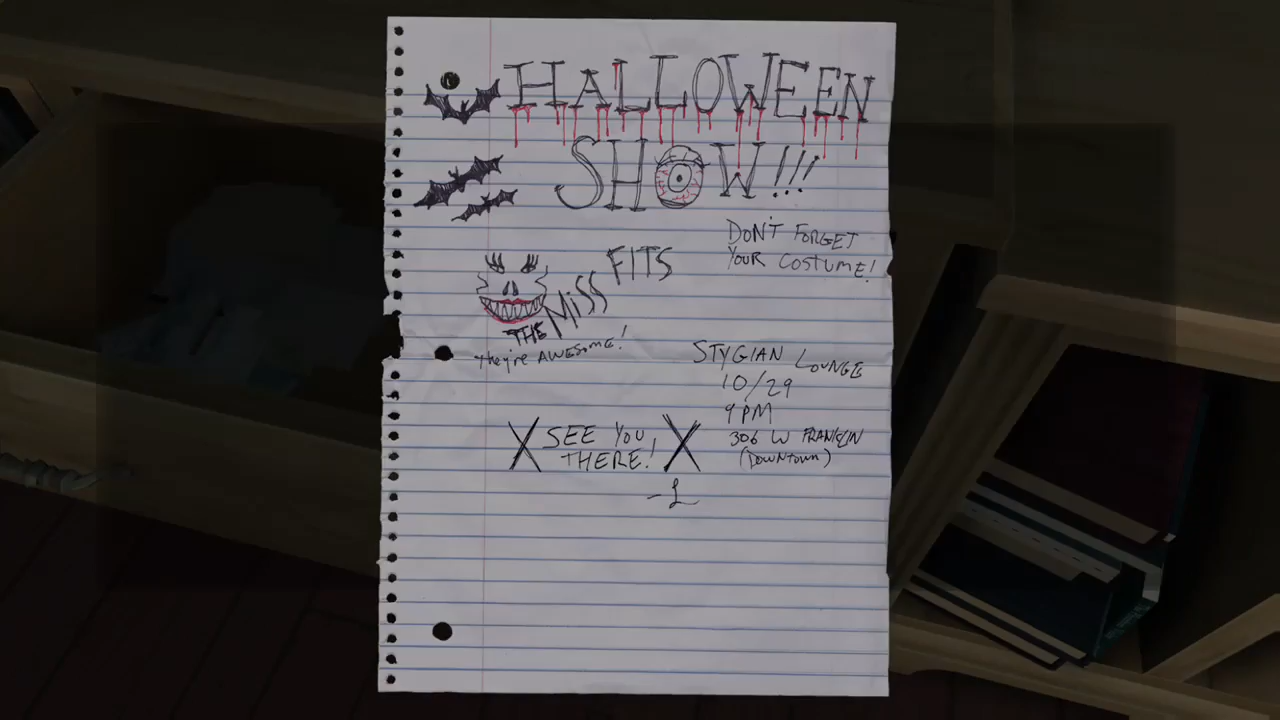 HALLOWEEN
SHOW!!!
DON'T FORGET
YOUR COSTUME!
THE MISS FITS
They're AWESOME!
STYGIAN LOUNGE
10/29
9PM
306 W FRANKLIN
(DOWNTOWN)
X SEE YOU THERE! X
-L